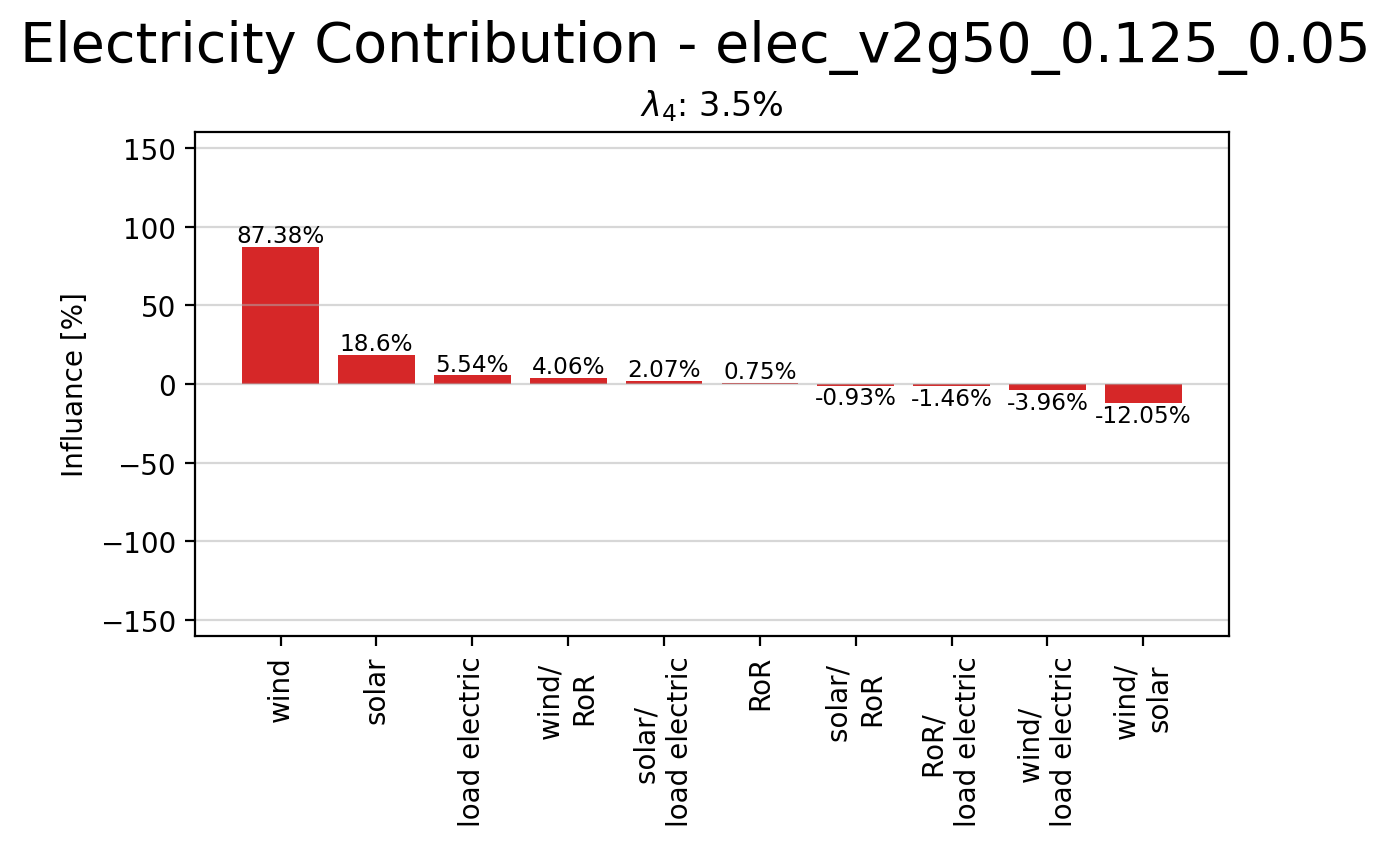 Electricity Contribution - elec_v2g50_0.125_0.05
λ₄: 3.5%
Influance [%]
150
100
50
0
−50
−100
−150
87.38%
18.6%
5.54%
4.06%
2.07%
0.75%
-0.93%
-1.46%
-3.96%
-12.05%
wind
solar
load electric
wind/
RoR
solar/
load electric
RoR
solar/
RoR
RoR/
load electric
wind/
load electric
wind/
solar